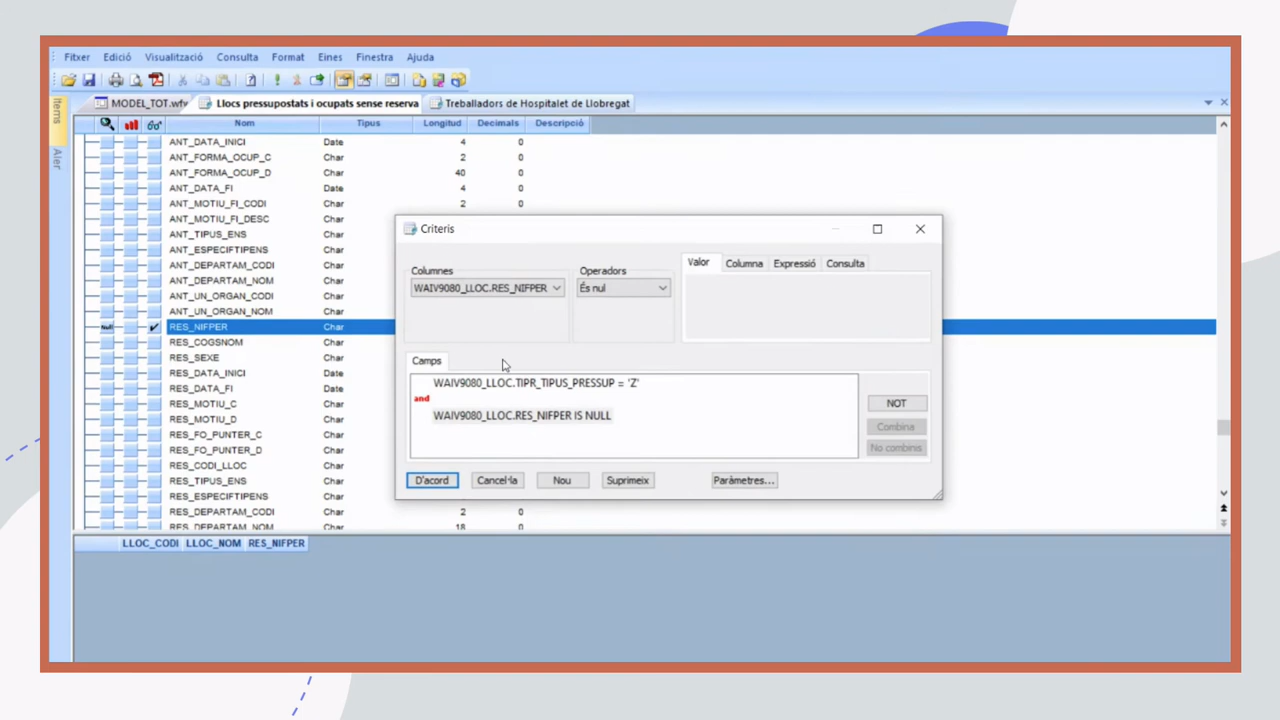 Fitxer Edició Visualització Consulta Format Eines Finestra Ajuda
MODEL_TOT.wfw Llocs pressupostats i ocupats sense reserva Treballadors de Hospitalet de Llobregat
Items
Nom Tipus Longitud Decimals Descripció
ANT_DATA_INICI Date 4 0
ANT_FORMA_OCUP_C Char 2 0
ANT_FORMA_OCUP_D Char 40 0
ANT_DATA_FI Date 4 0
ANT_MOTIU_FI_CODI Char 2 0
ANT_MOTIU_FI_DESC Char
ANT_TIPUS_ENS Char
ANT_ESPECIFTIPENS Char
ANT_DEPARTAM_CODI Char
ANT_DEPARTAM_NOM Char
ANT_UN_ORGAN_CODI Char
ANT_UN_ORGAN_NOM Char
Null RES_NIFPER Char
RES_COGSNOM Char
RES_SEXE Char
RES_DATA_INICI Char
RES_DATA_FI Char
RES_MOTIU_C Char
RES_MOTIU_D Char
RES_FO_PUNTER_C Char
RES_FO_PUNTER_D Char
RES_CODI_LLOC Char
RES_TIPUS_ENS Char
RES_ESPECIFTIPENS Char
RES_DEPARTAM_CODI Char 2 0
RES_DEPARTAM_NOM Char 18 0
Criteris
Columnes Operadors Valor Columna Expressió Consulta
WAIV9080_LLOC.RES_NIFPER És nul
Camps
WAIV9080_LLOC.TIPR_TIPUS_PRESSUP = 'Z'
and
WAIV9080_LLOC.RES_NIFPER IS NULL
NOT
Combina
No combinis
D'acord Cancel·la Nou Suprimeix Paràmetres...
LLOC_CODI LLOC_NOM RES_NIFPER